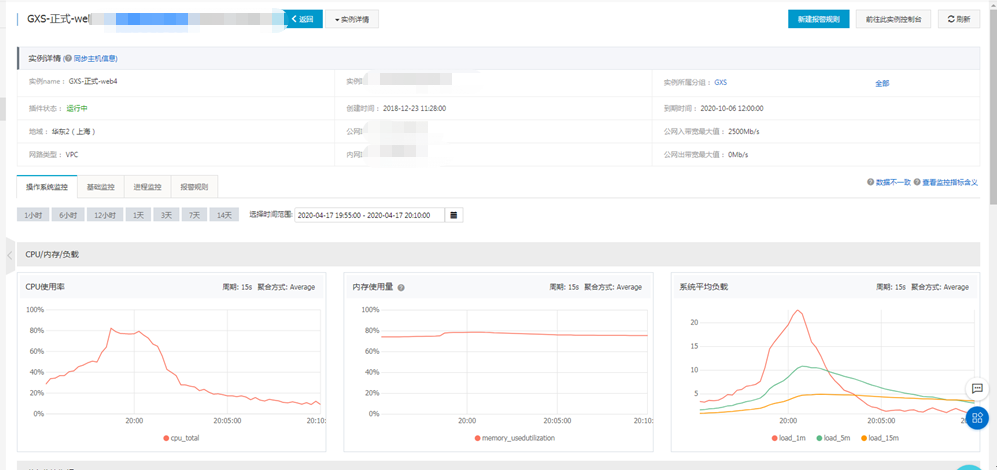 GXS-正式-we
返回
实例详情
新建报警规则
前往此实例控制台
刷新
实例详情 (同步主机信息)
实例name： GXS-正式-web4
实例所属分组： GXS
全部
插件状态： 运行中
创建时间： 2018-12-23 11:28:00
到期时间： 2020-10-06 12:00:00
地域： 华东2（上海）
公网
公网入带宽最大值： 2500Mb/s
网路类型： VPC
内网
公网出带宽最大值： 0Mb/s
操作系统监控 基础监控 进程监控 报警规则
数据不一致 查看监控指标含义
1小时 6小时 12小时 1天 3天 7天 14天 选择时间范围: 2020-04-17 19:55:00 - 2020-04-17 20:10:00
CPU/内存/负载
CPU使用率 周期: 15s 聚合方式: Average
100%
80%
60%
40%
20%
0%
20:00 20:05:00 20:10:
cpu_total
内存使用量 周期: 15s 聚合方式: Average
100%
80%
60%
40%
20%
0%
20:00 20:05:00 20:10:
memory_usedutilization
系统平均负载 周期: 15s 聚合方式: Average
20
15
10
5
20:00 20:05:00
load_1m load_5m load_15m